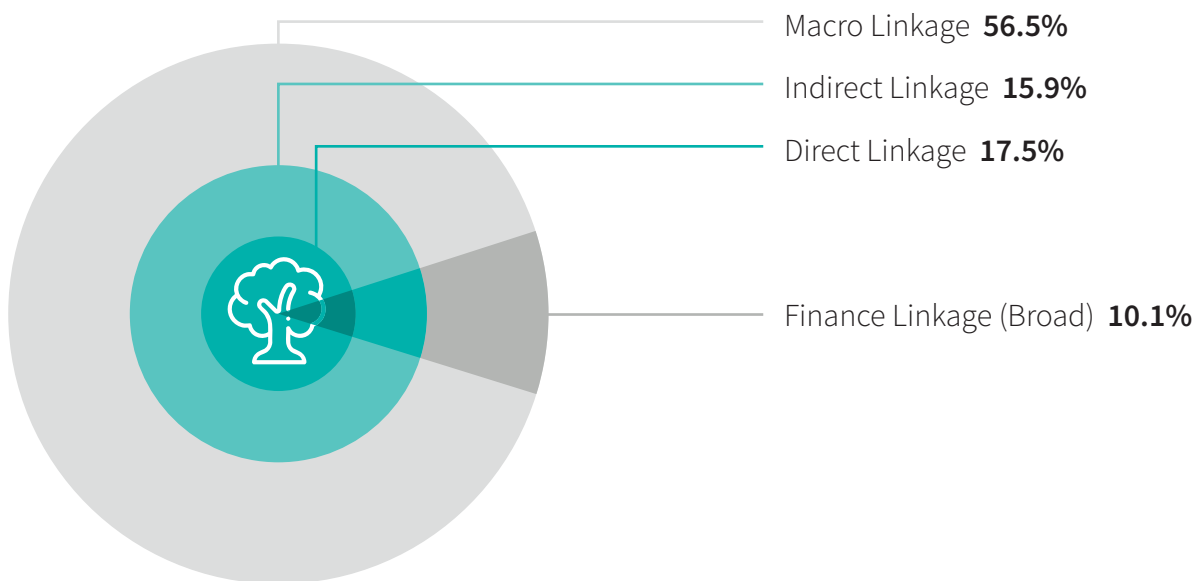 Macro Linkage 56.5%
Indirect Linkage 15.9%
Direct Linkage 17.5%
Finance Linkage (Broad) 10.1%